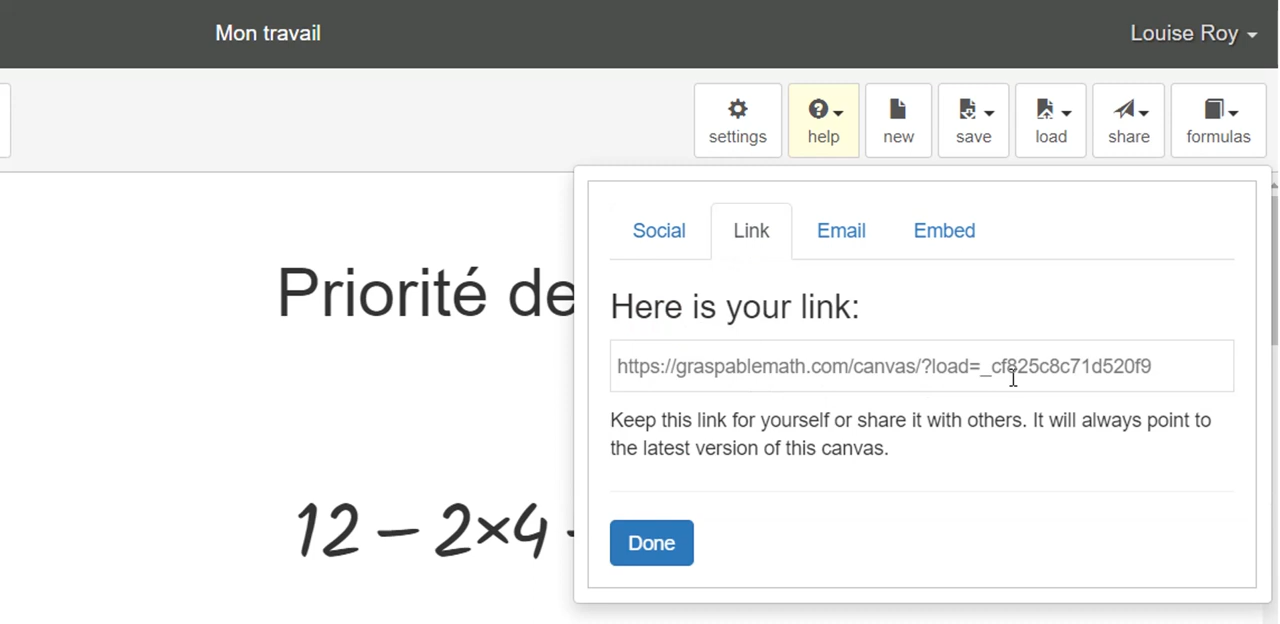 Mon travail
Louise Roy
settings
help
new
save
load
share
formulas
Social
Link
Email
Embed
Priorité de
Here is your link:
https://graspablemath.com/canvas/?load=_cf825c8c71d520f9
Keep this link for yourself or share it with others. It will always point to
the latest version of this canvas.
12 − 2×4
Done